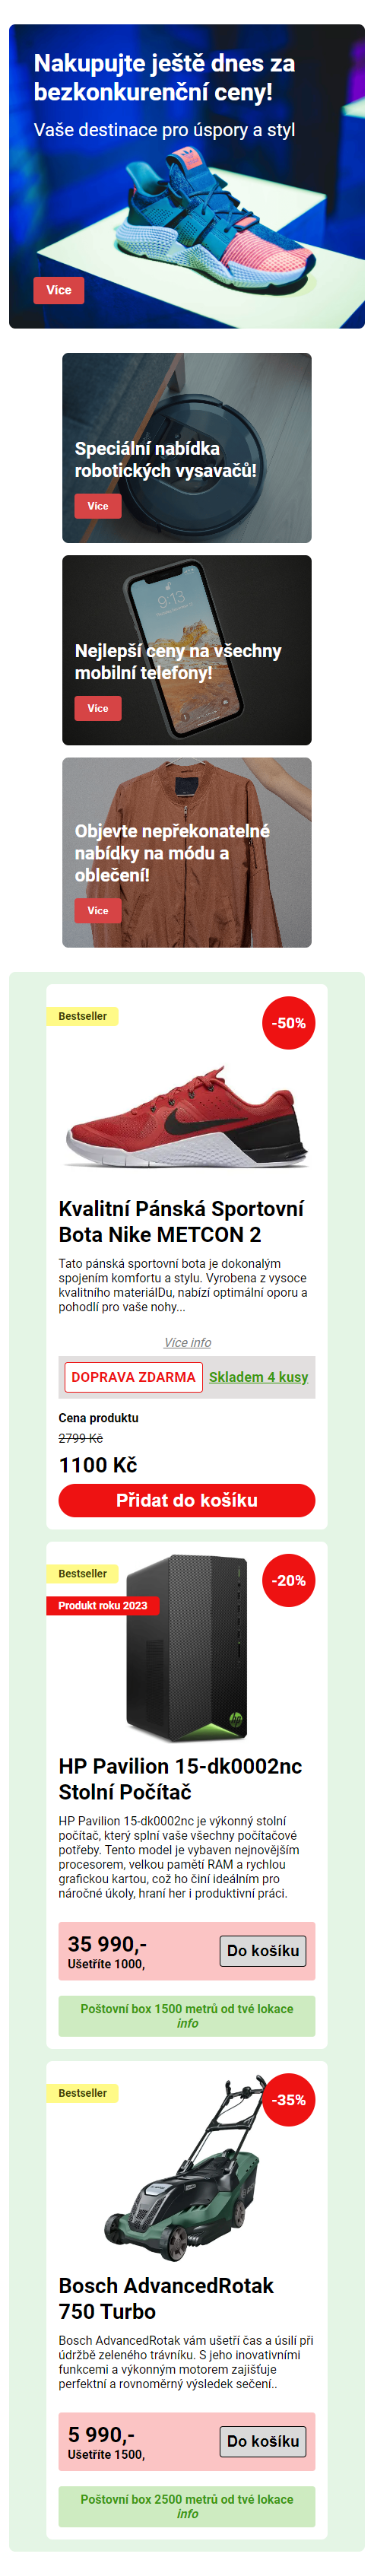 Nakupujte ještě dnes za
bezkonkurenční ceny!
Vaše destinace pro úspory a styl
Více
Speciální nabídka
robotických vysavačů!
Více
9:13
Nejlepší ceny na všechny
mobilní telefony!
Více
Objevte nepřekonatelné
nabídky na módu a
oblečení!
Více
Bestseller
-50%
Kvalitní Pánská Sportovní
Bota Nike METCON 2
Tato pánská sportovní bota je dokonalým
spojením komfortu a stylu. Vyrobena z vysoce
kvalitního materiálDu, nabízí optimální oporu a
pohodlí pro vaše nohy...
Více info
DOPRAVA ZDARMA Skladem 4 kusy
Cena produktu
2799 Kč
1100 Kč
Přidat do košíku
Bestseller
-20%
Produkt roku 2023
HP Pavilion 15-dk0002nc
Stolní Počítač
HP Pavilion 15-dk0002nc je výkonný stolní
počítač, který splní vaše všechny počítačové
potřeby. Tento model je vybaven nejnovějším
procesorem, velkou pamětí RAM a rychlou
grafickou kartou, což ho činí ideálním pro
náročné úkoly, hraní her i produktivní práci.
35 990,-
Do košíku
Ušetříte 1000,
Poštovní box 1500 metrů od tvé lokace
info
Bestseller
-35%
Bosch AdvancedRotak
750 Turbo
Bosch AdvancedRotak vám ušetří čas a úsilí při
údržbě zeleného trávníku. S jeho inovativními
funkcemi a výkonným motorem zajišťuje
perfektní a rovnoměrný výsledek sečení..
5 990,-
Do košíku
Ušetříte 1500,
Poštovní box 2500 metrů od tvé lokace
info